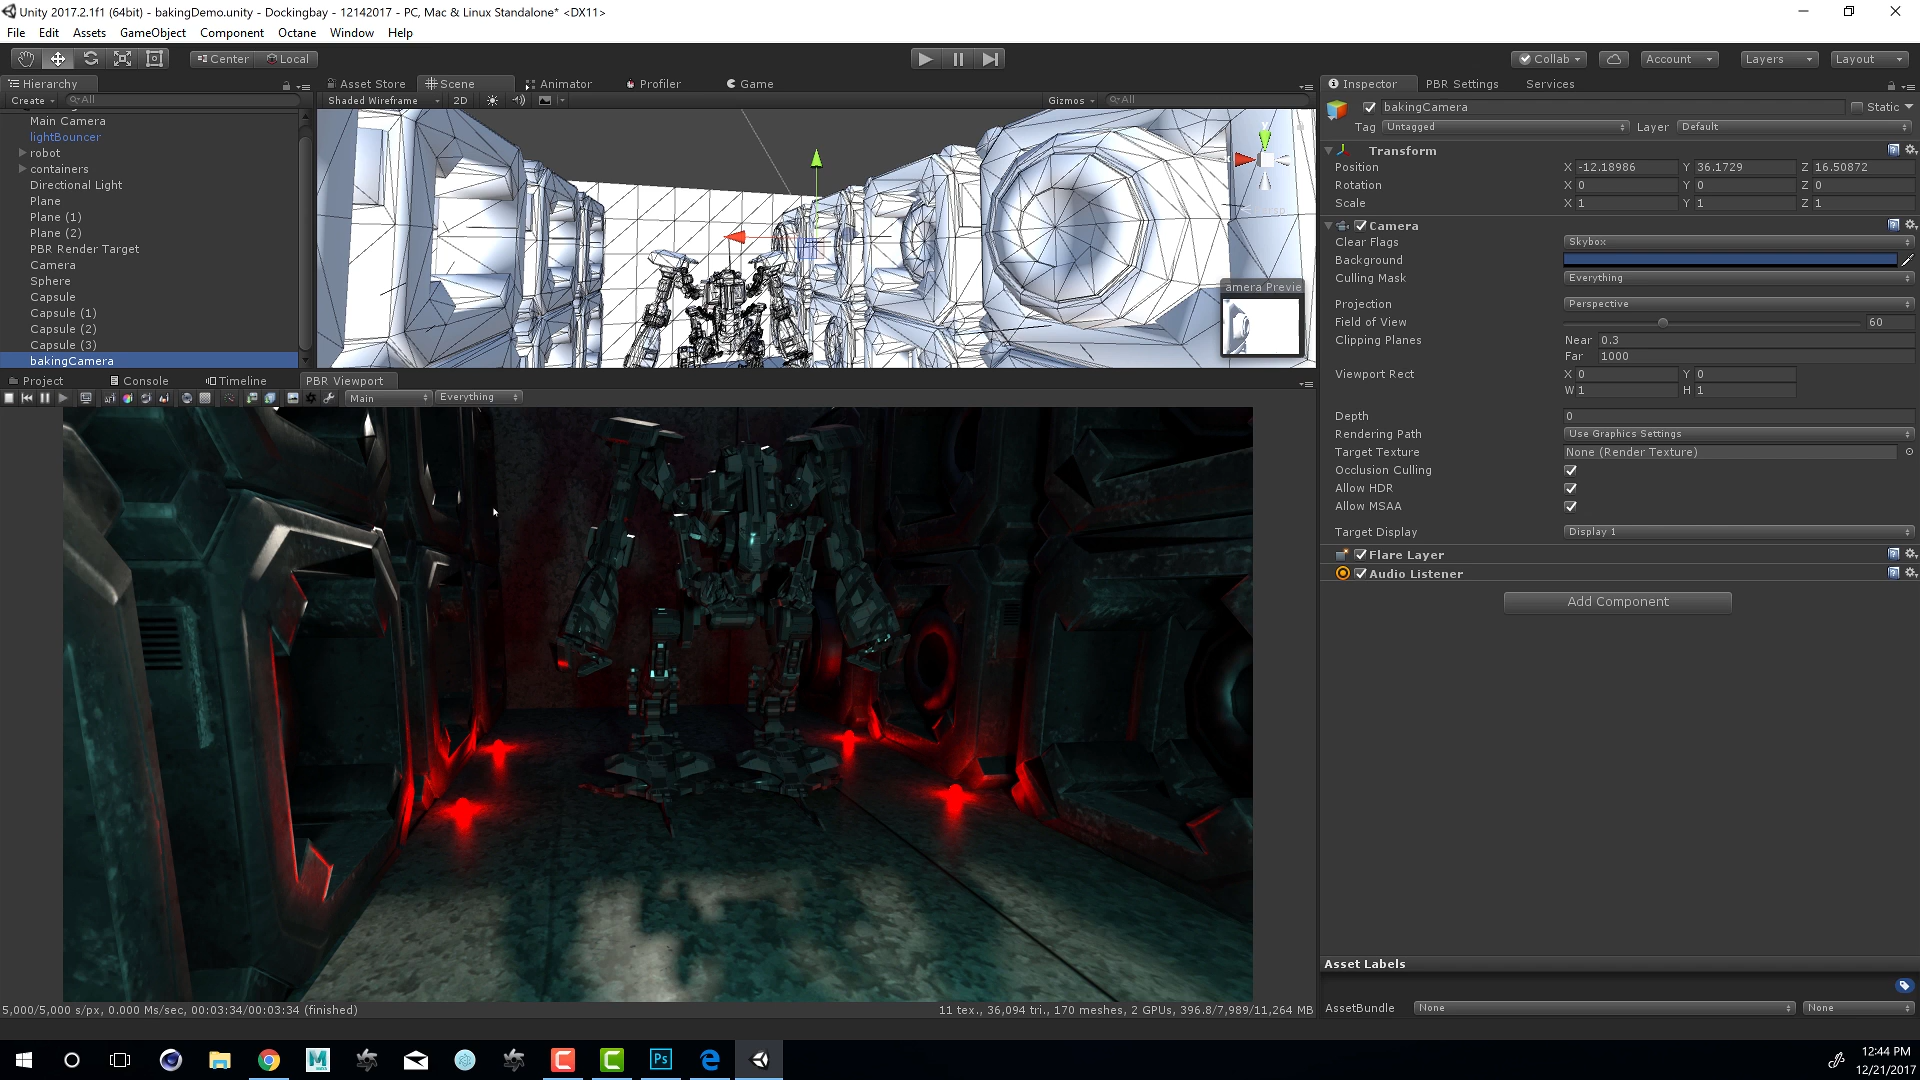 Unity 2017.2.1f1 (64bit) - bakingDemo.unity - Dockingbay - 12142017 - PC, Mac & Linux Standalone* <DX11>
File Edit Assets GameObject Component Octane Window Help
Center Local
Collab Account Layers Layout
Hierarchy
Create All
Main Camera
lightBouncer
robot
containers
Directional Light
Plane
Plane (1)
Plane (2)
PBR Render Target
Camera
Sphere
Capsule
Capsule (1)
Capsule (2)
Capsule (3)
bakingCamera
Asset Store Scene Animator Profiler Game
Shaded Wireframe 2D Gizmos All
amera Previe
Project Console Timeline PBR Viewport
Main Everything
5,000/5,000 s/px, 0.000 Ms/sec, 00:03:34/00:03:34 (finished)
11 tex., 36,094 tri., 170 meshes, 2 GPUs, 396.8/7,989/11,264 MB
Inspector PBR Settings Services
bakingCamera Static
Tag Untagged Layer Default
Transform
Position X -12.18986 Y 36.1729 Z 16.50872
Rotation X 0 Y 0 Z 0
Scale X 1 Y 1 Z 1
Camera
Clear Flags Skybox
Background
Culling Mask Everything
Projection Perspective
Field of View 60
Clipping Planes Near 0.3
Far 1000
Viewport Rect X 0 Y 0
W 1 H 1
Depth 0
Rendering Path Use Graphics Settings
Target Texture None (Render Texture)
Occlusion Culling
Allow HDR
Allow MSAA
Target Display Display 1
Flare Layer
Audio Listener
Add Component
Asset Labels
AssetBundle None None
M
C
C
Ps
12:44 PM
12/21/2017